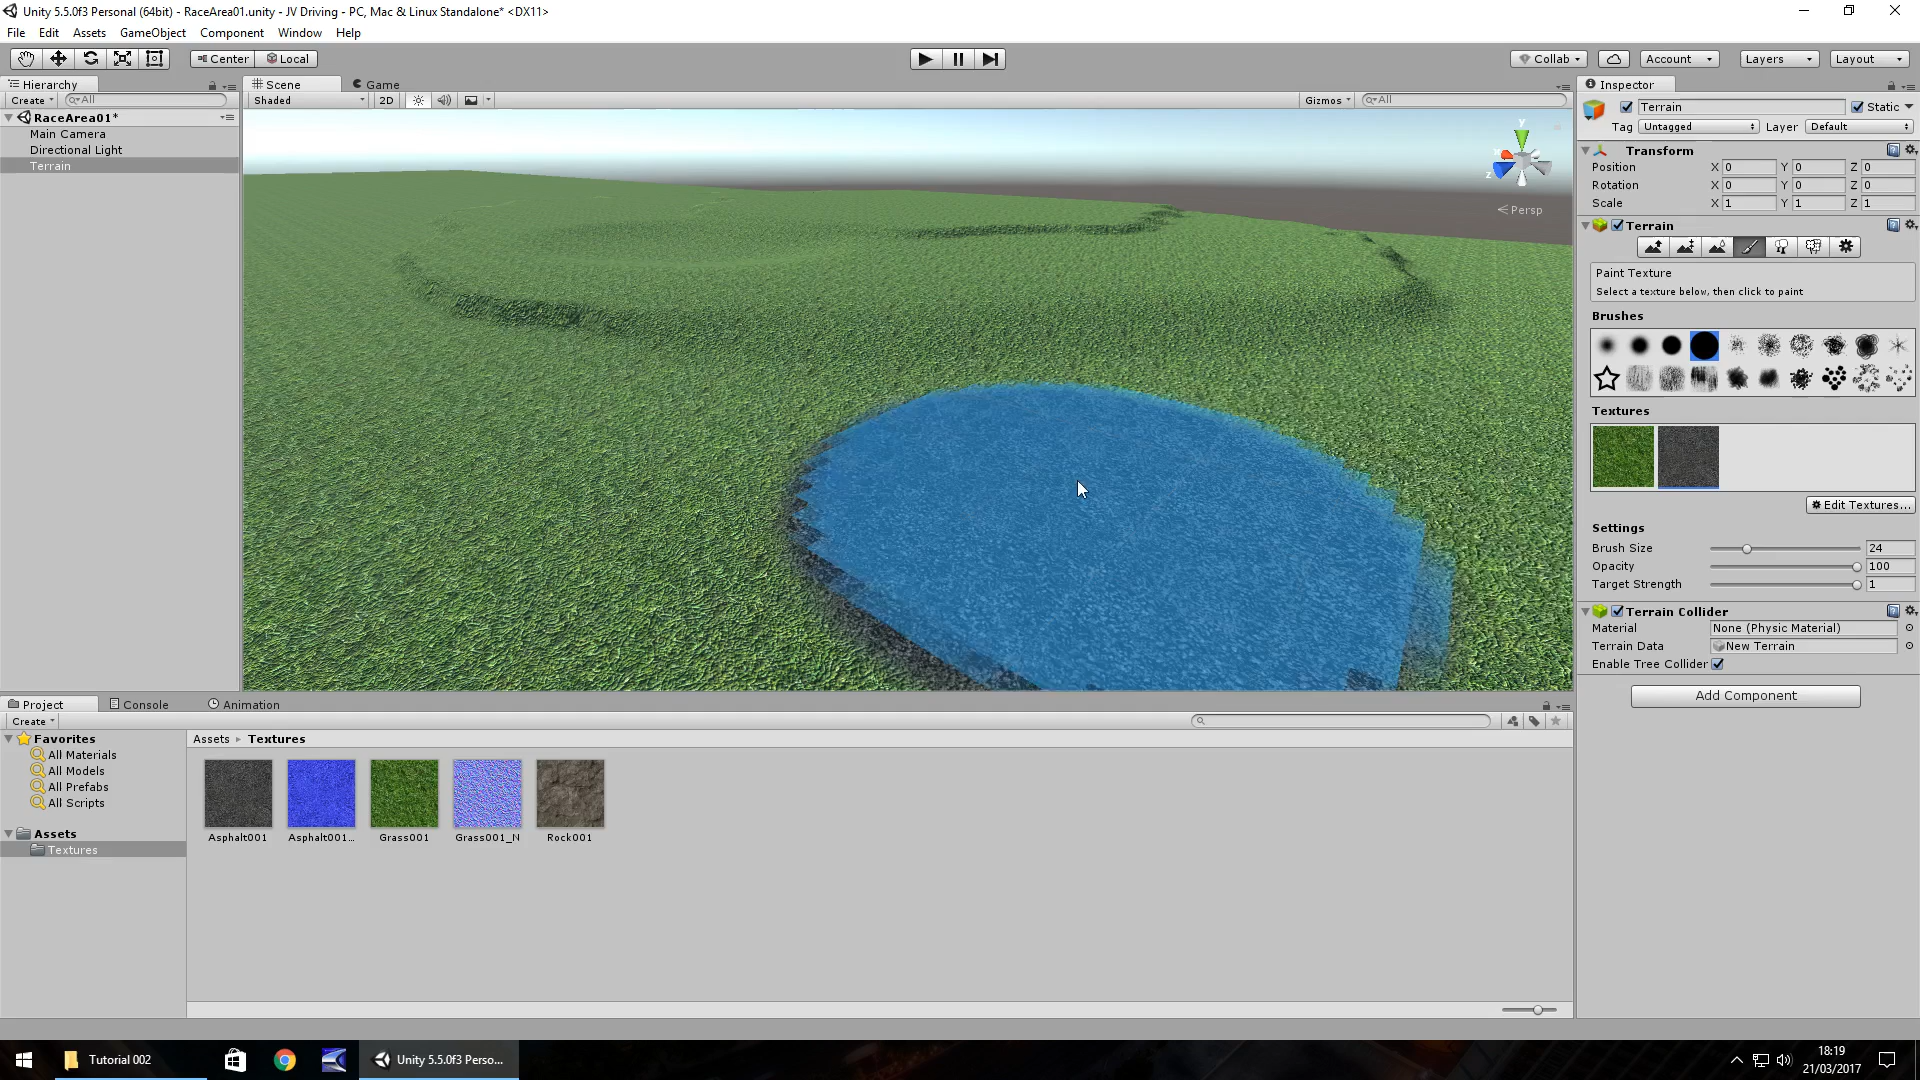 Unity 5.5.0f3 Personal (64bit) - RaceArea01.unity - JV Driving - PC, Mac & Linux Standalone* <DX11>
File Edit Assets GameObject Component Window Help
Center Local Collab Account Layers Layout
Hierarchy
Create All
RaceArea01*
Main Camera
Directional Light
Terrain
Scene Game
Shaded 2D Gizmos All
y
z
Persp
Inspector
Terrain Static
Tag Untagged Layer Default
Transform
Position X 0 Y 0 Z 0
Rotation X 0 Y 0 Z 0
Scale X 1 Y 1 Z 1
Terrain
Paint Texture
Select a texture below, then click to paint
Brushes
Textures
Edit Textures...
Settings
Brush Size 24
Opacity 100
Target Strength 1
Terrain Collider
Material None (Physic Material)
Terrain Data New Terrain
Enable Tree Collider
Add Component
Project Console Animation
Create
Favorites
All Materials
All Models
All Prefabs
All Scripts
Assets
Textures
Assets Textures
Asphalt001 Asphalt001... Grass001 Grass001_N Rock001
Tutorial 002 Unity 5.5.0f3 Perso...
18:19
21/03/2017